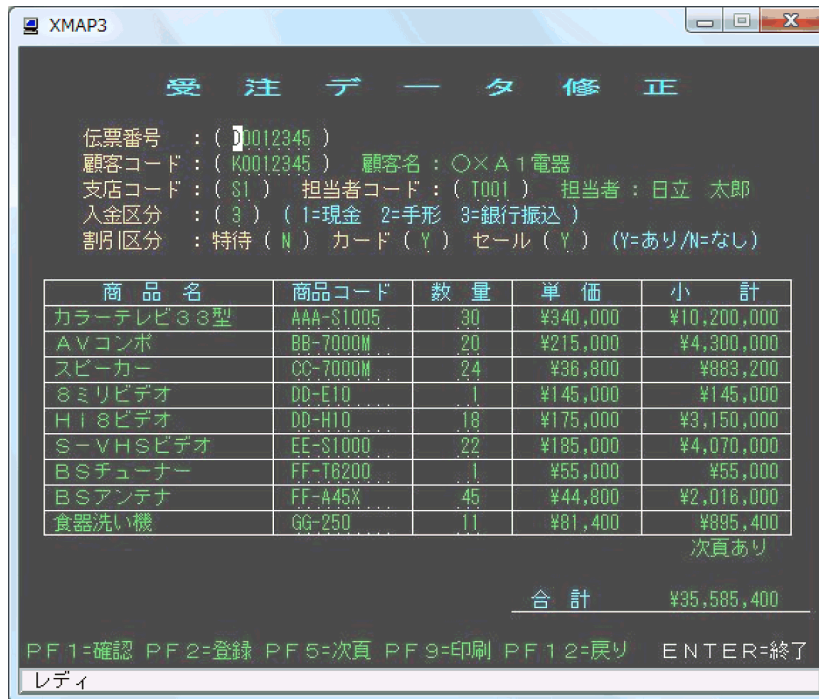 XMAP3
受注データ修正
伝票番号 ：( D0012345 )
顧客コード：( K0012345 ) 顧客名：○×Ａ１電器
支店コード：( S1 ) 担当者コード：( T001 ) 担当者：日立 太郎
入金区分 ：( 3 ) ( 1=現金 2=手形 3=銀行振込 )
割引区分 ：特待 ( N ) カード ( Y ) セール ( Y ) (Y=あり/N=なし)
商品名 商品コード 数量 単価 小計
カラーテレビ３３型 AAA-S1005 30 ¥340,000 ¥10,200,000
ＡＶコンポ BB-7000M 20 ¥215,000 ¥4,300,000
スピーカー CC-7000M 24 ¥36,800 ¥883,200
８ミリビデオ DD-E10 1 ¥145,000 ¥145,000
Ｈｉ８ビデオ DD-H10 18 ¥175,000 ¥3,150,000
Ｓ－ＶＨＳビデオ EE-S1000 22 ¥185,000 ¥4,070,000
ＢＳチューナー FF-T6200 1 ¥55,000 ¥55,000
ＢＳアンテナ FF-A45X 45 ¥44,800 ¥2,016,000
食器洗い機 GG-250 11 ¥81,400 ¥895,400
次頁あり
合計 ¥35,585,400
ＰＦ１=確認 ＰＦ２=登録 ＰＦ５=次頁 ＰＦ９=印刷 ＰＦ１２=戻り ＥＮＴＥＲ=終了
レディ